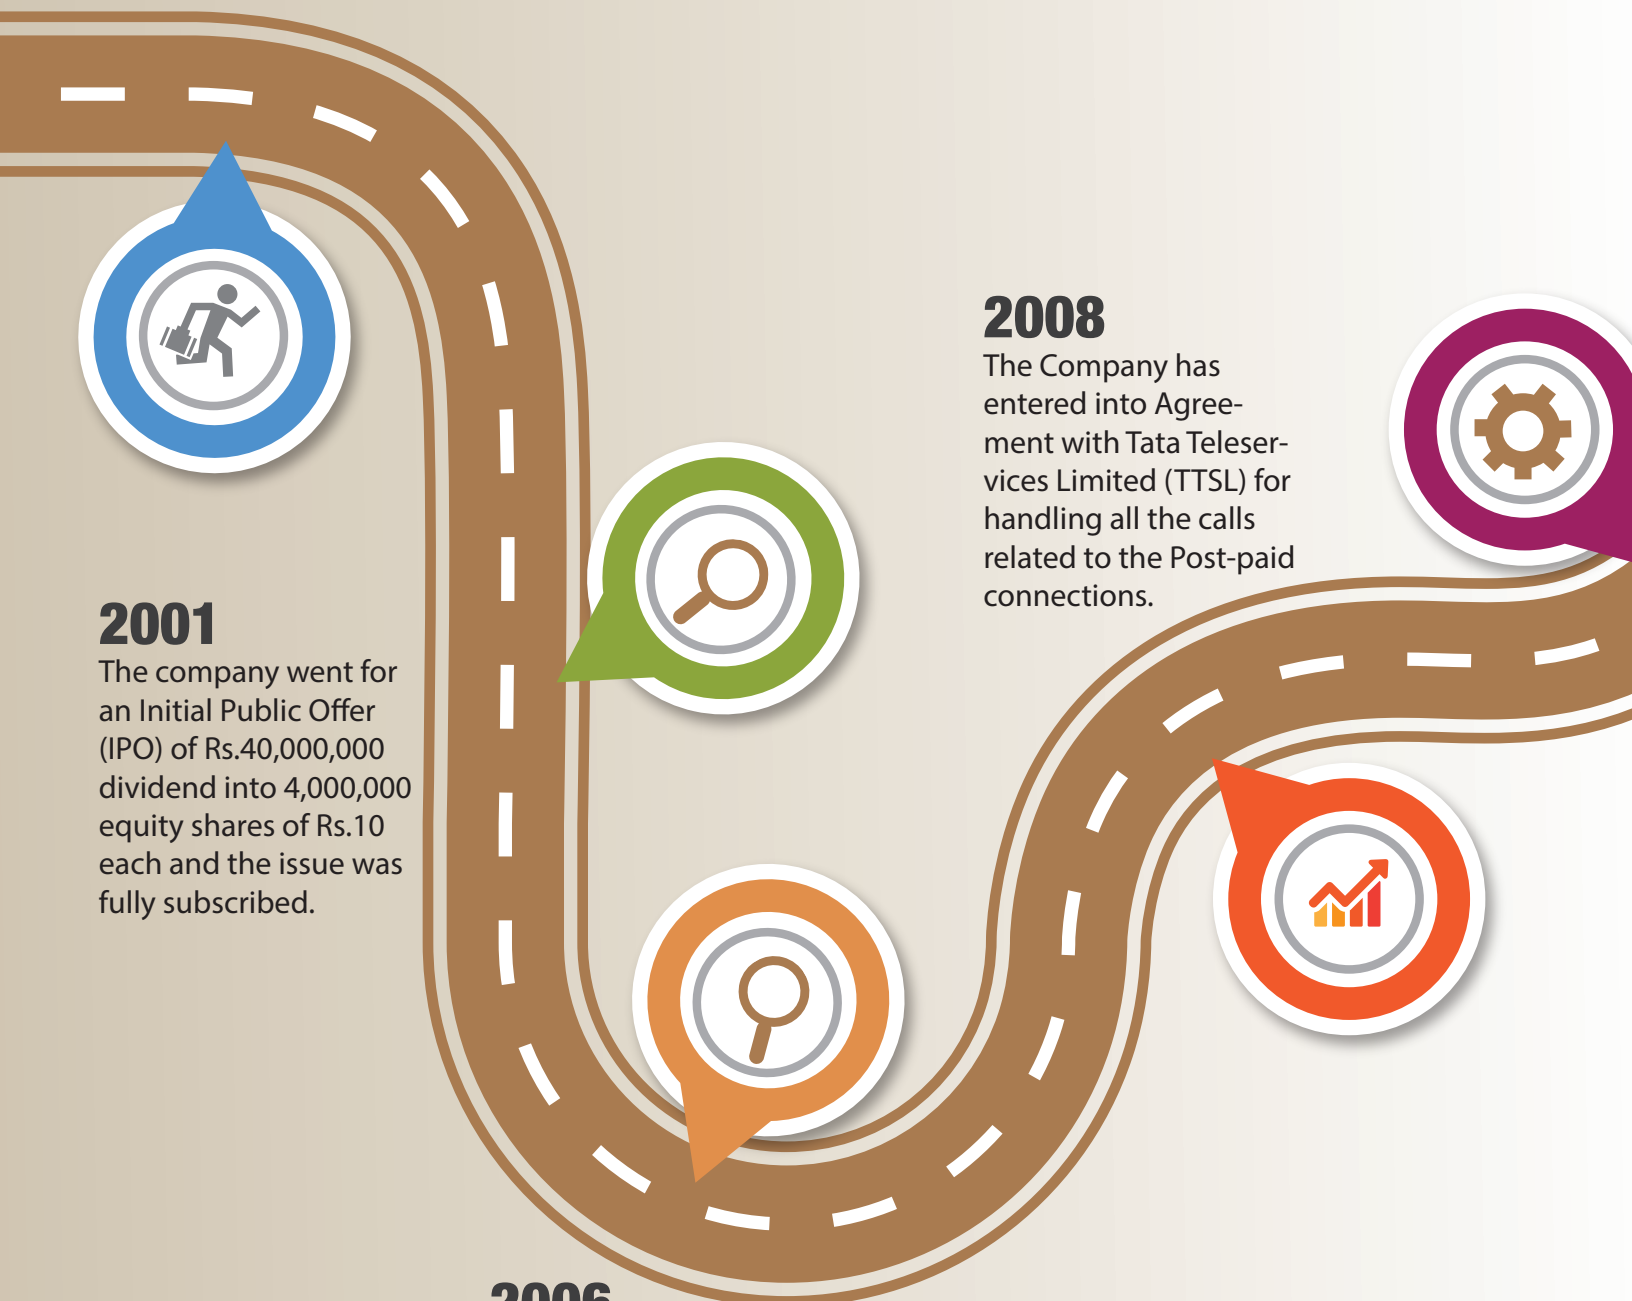 2001
The company went for
an Initial Public Offer
(IPO) of Rs.40,000,000
dividend into 4,000,000
equity shares of Rs.10
each and the issue was
fully subscribed.
2008
The Company has
entered into Agree-
ment with Tata Teleser-
vices Limited (TTSL) for
handling all the calls
related to the Post-paid
connections.
2006